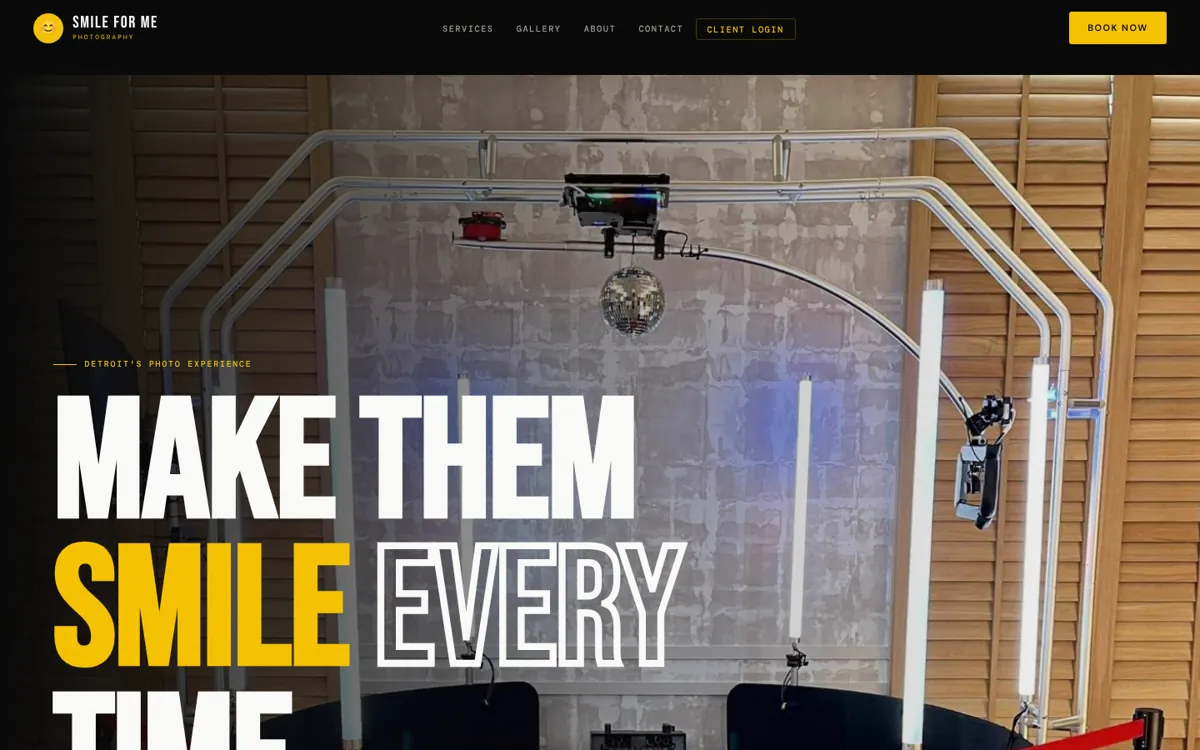 SMILE FOR ME
PHOTOGRAPHY
SERVICES GALLERY ABOUT CONTACT CLIENT LOGIN
BOOK NOW
DETROIT'S PHOTO EXPERIENCE
MAKE THEM
SMILE EVERY
TIME